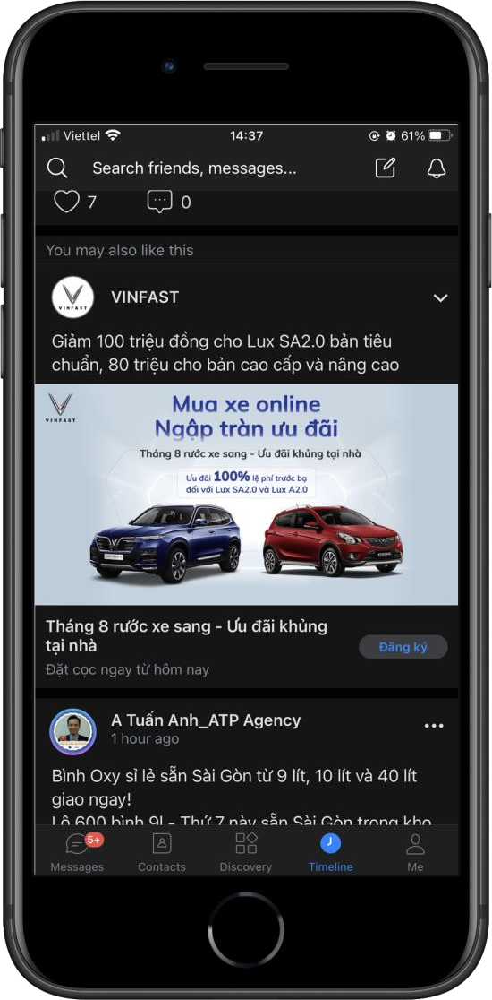 Viettel 14:37 61%
Search friends, messages...
7 0
You may also like this
VINFAST
VINFAST
Giảm 100 triệu đồng cho Lux SA2.0 bản tiêu
chuẩn, 80 triệu cho bản cao cấp và nâng cao
VINFAST
Mua xe online
Ngập tràn ưu đãi
Tháng 8 rước xe sang - Ưu đãi khủng tại nhà
Ưu đãi 100% lệ phí trước bạ
đối với Lux SA2.0 và Lux A2.0
Tháng 8 rước xe sang - Ưu đãi khủng
tại nhà
Đăng ký
Đặt cọc ngay từ hôm nay
A Tuấn Anh_ATP Agency
1 hour ago
Bình Oxy sỉ lẻ sẵn Sài Gòn từ 9 lít, 10 lít và 40 lít
giao ngay!
Lô 600 bình 9l - Thứ 7 này sẵn Sài Gòn trong kho
5+
Messages Contacts Discovery Timeline Me